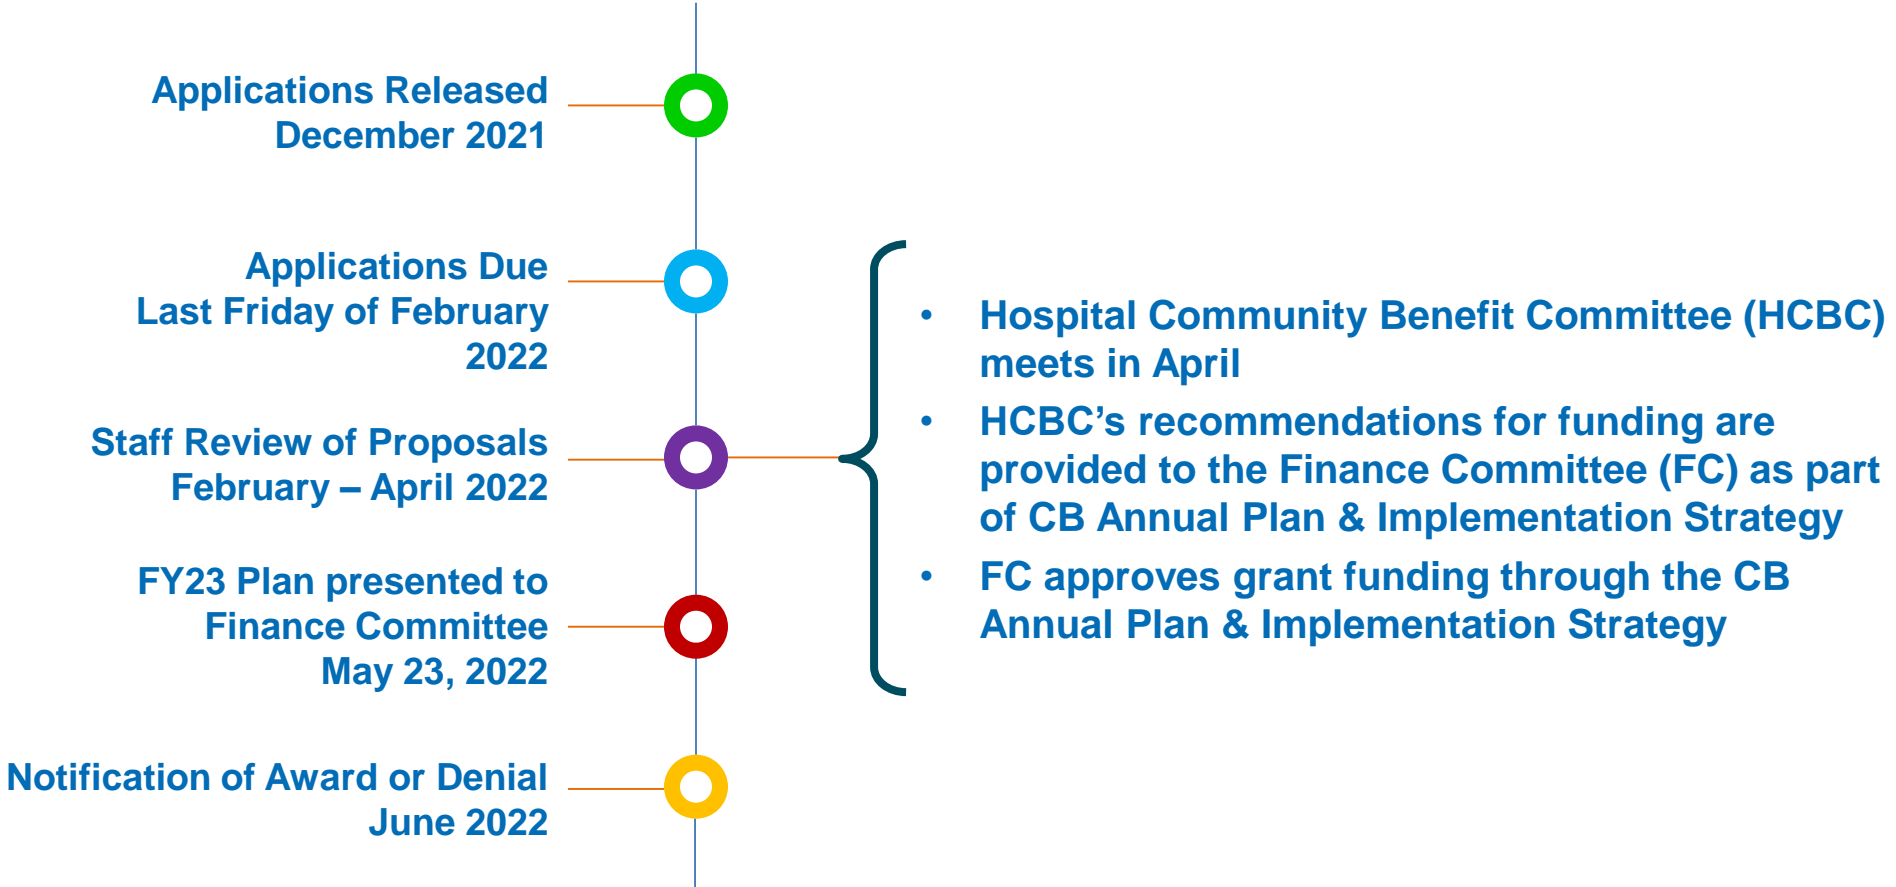 Applications Released
December 2021
Applications Due
Last Friday of February
2022
Staff Review of Proposals
February – April 2022
FY23 Plan presented to
Finance Committee
May 23, 2022
Notification of Award or Denial
June 2022
• Hospital Community Benefit Committee (HCBC)
meets in April
• HCBC’s recommendations for funding are
provided to the Finance Committee (FC) as part
of CB Annual Plan & Implementation Strategy
• FC approves grant funding through the CB
Annual Plan & Implementation Strategy